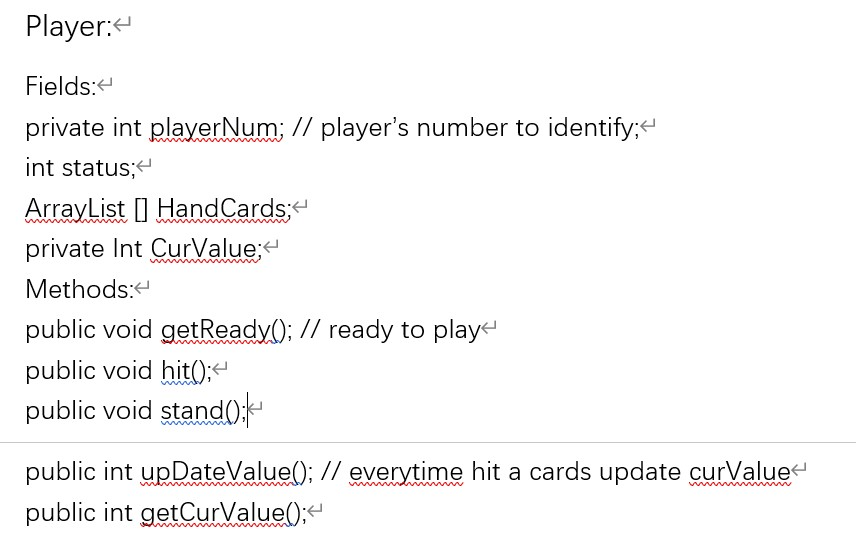 Player:
Fields:
private int playerNum; // player’s number to identify;
int status;
ArrayList [] HandCards;
private Int CurValue;
Methods:
public void getReady(); // ready to play
public void hit();
public void stand();
public int upDateValue(); // everytime hit a cards update curValue
public int getCurValue();